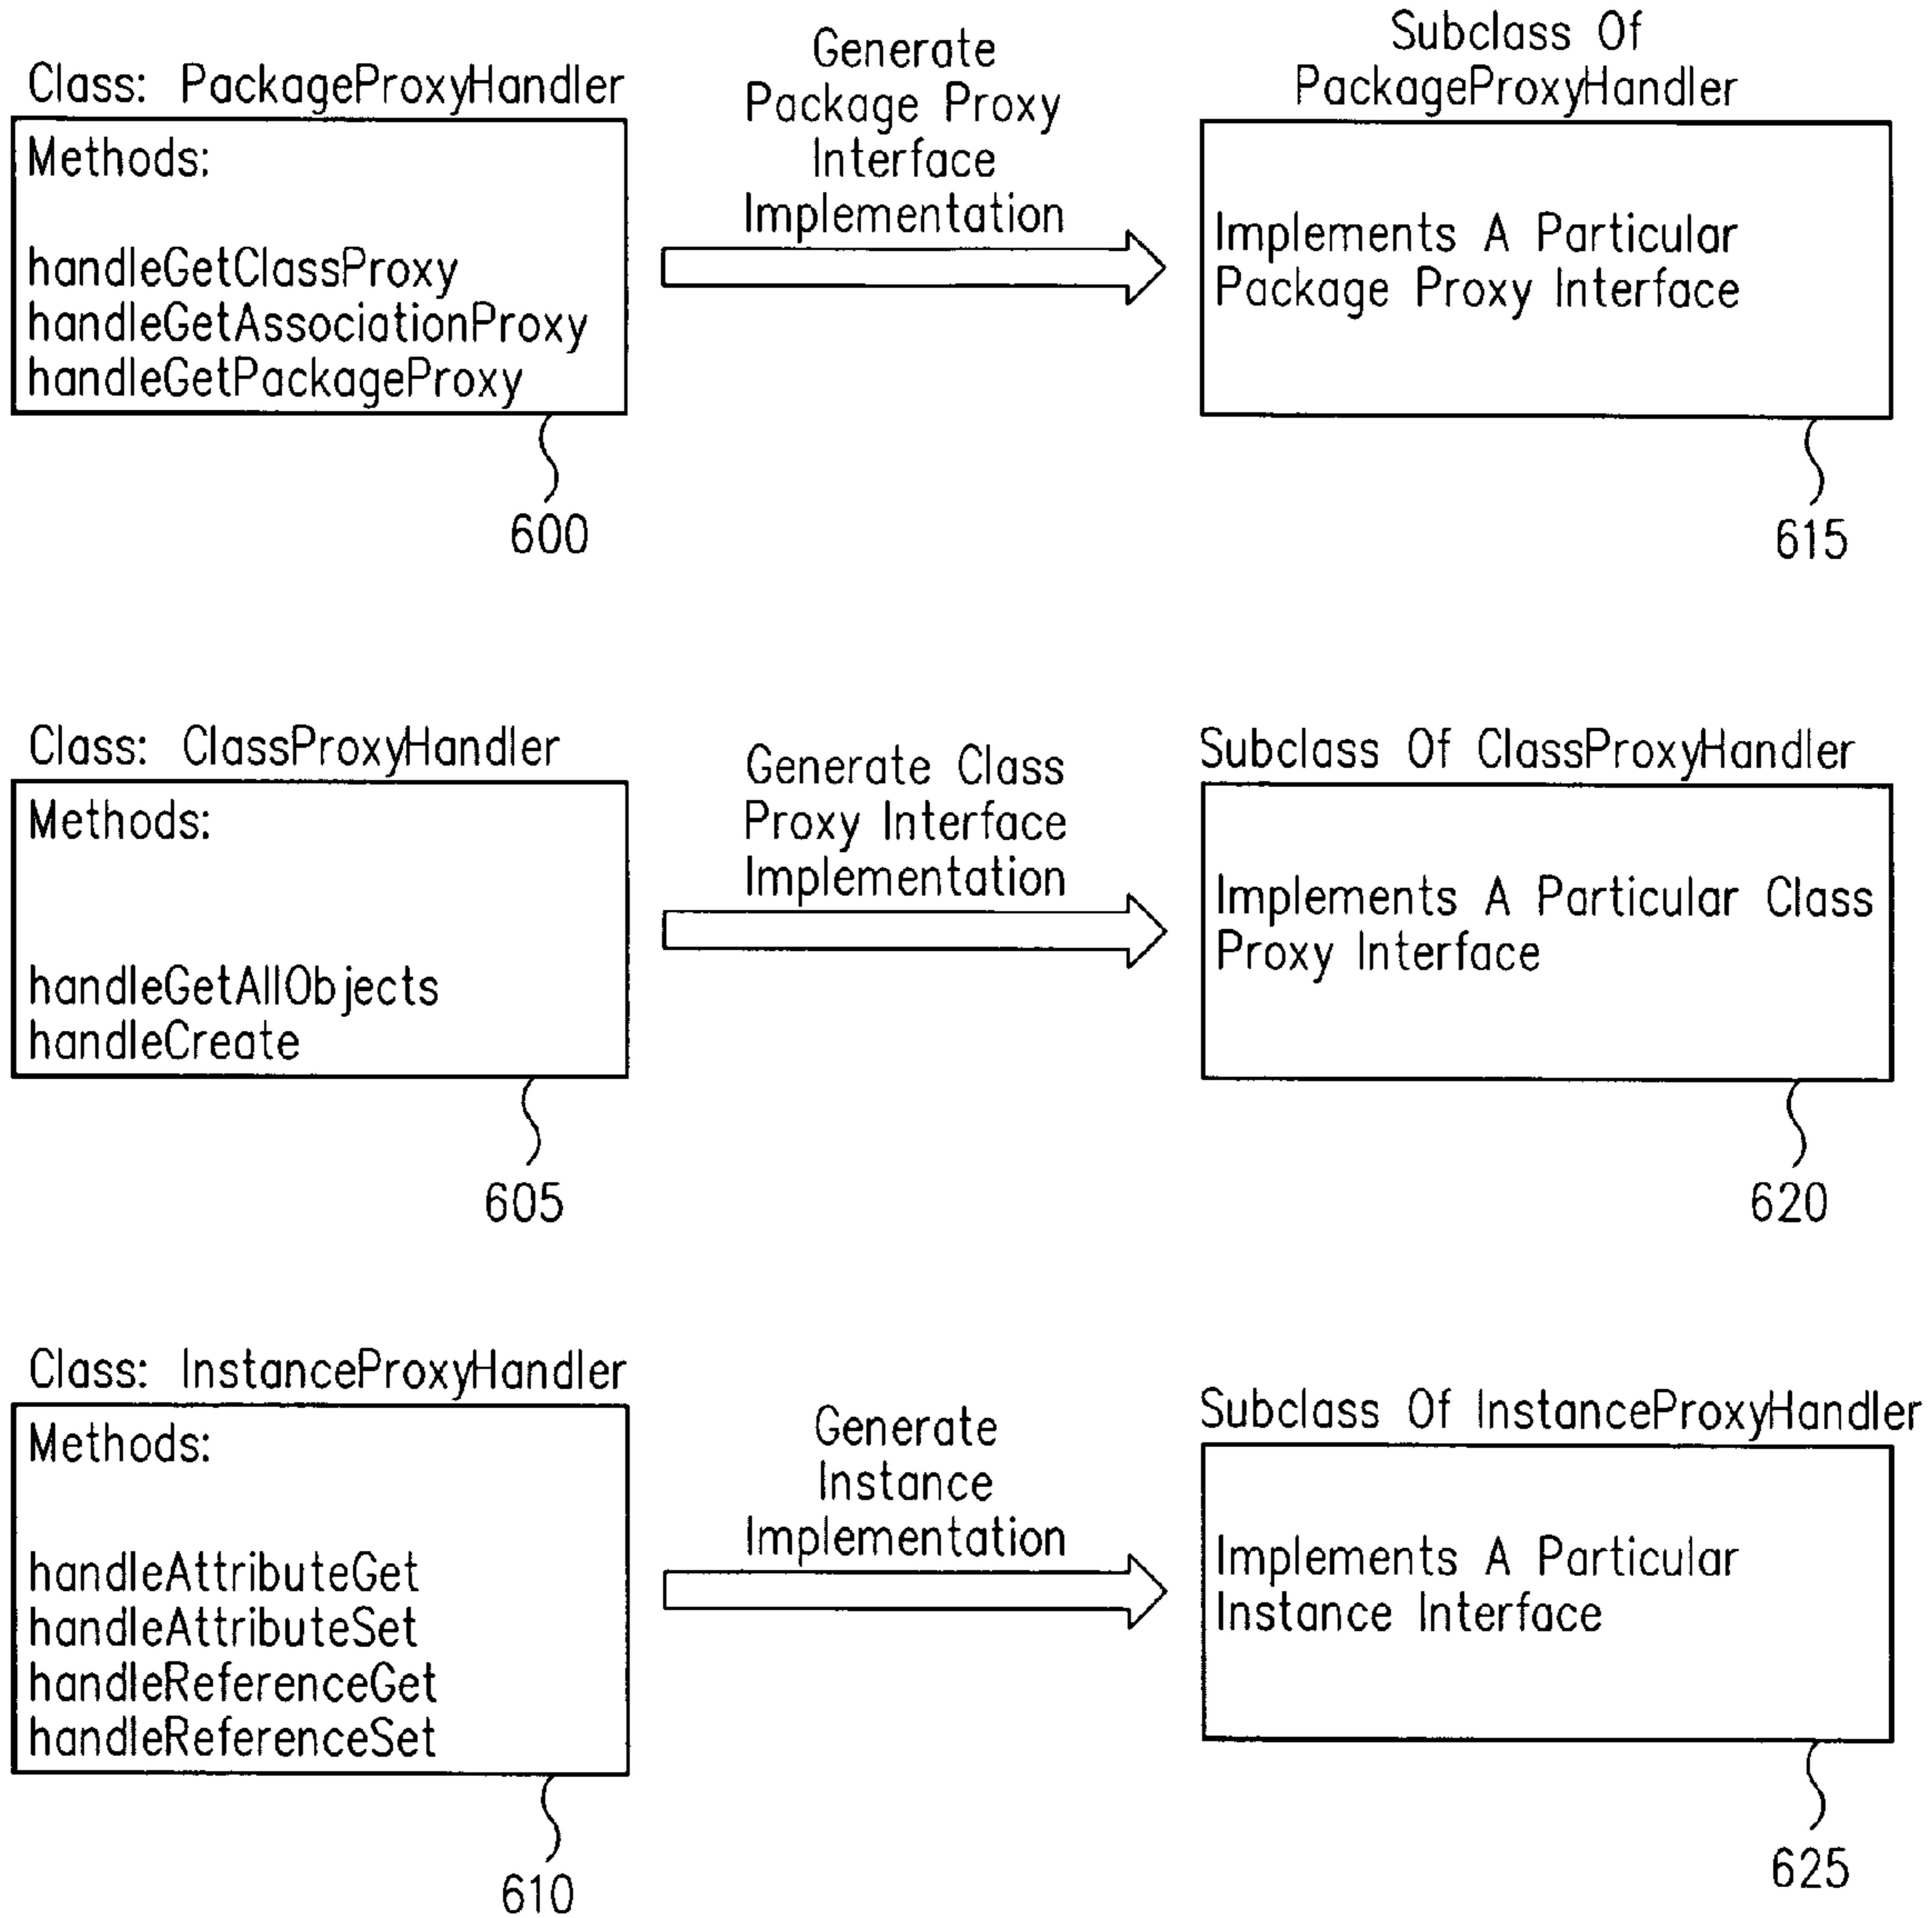 Class: PackageProxyHandler
Methods:
handleGetClassProxy
handleGetAssociationProxy
handleGetPackageProxy
600
Generate
Package Proxy
Interface
Implementation
Subclass Of
PackageProxyHandler
Implements A Particular
Package Proxy Interface
615
Class: ClassProxyHandler
Methods:
handleGetAllObjects
handleCreate
605
Generate Class
Proxy Interface
Implementation
Subclass Of ClassProxyHandler
Implements A Particular Class
Proxy Interface
620
Class: InstanceProxyHandler
Methods:
handleAttributeGet
handleAttributeSet
handleReferenceGet
handleReferenceSet
610
Generate
Instance
Implementation
Subclass Of InstanceProxyHandler
Implements A Particular
Instance Interface
625